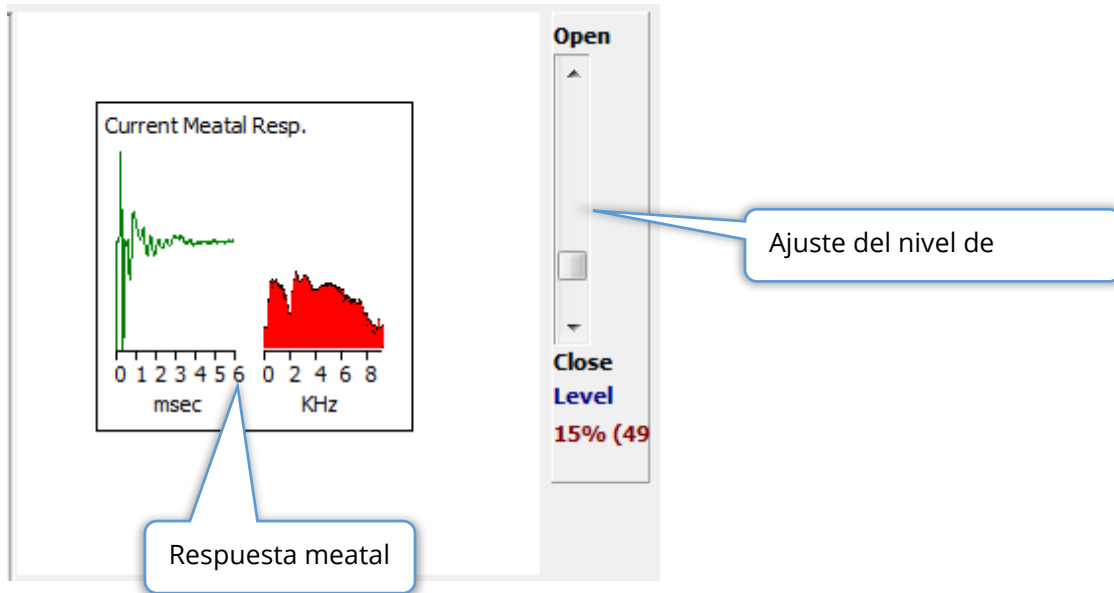 Open
Current Meatal Resp.
Ajuste del nivel de
0 1 2 3 4 5 6
0 2 4 6 8
msec
KHz
Close
Level
15% (49
Respuesta meatal